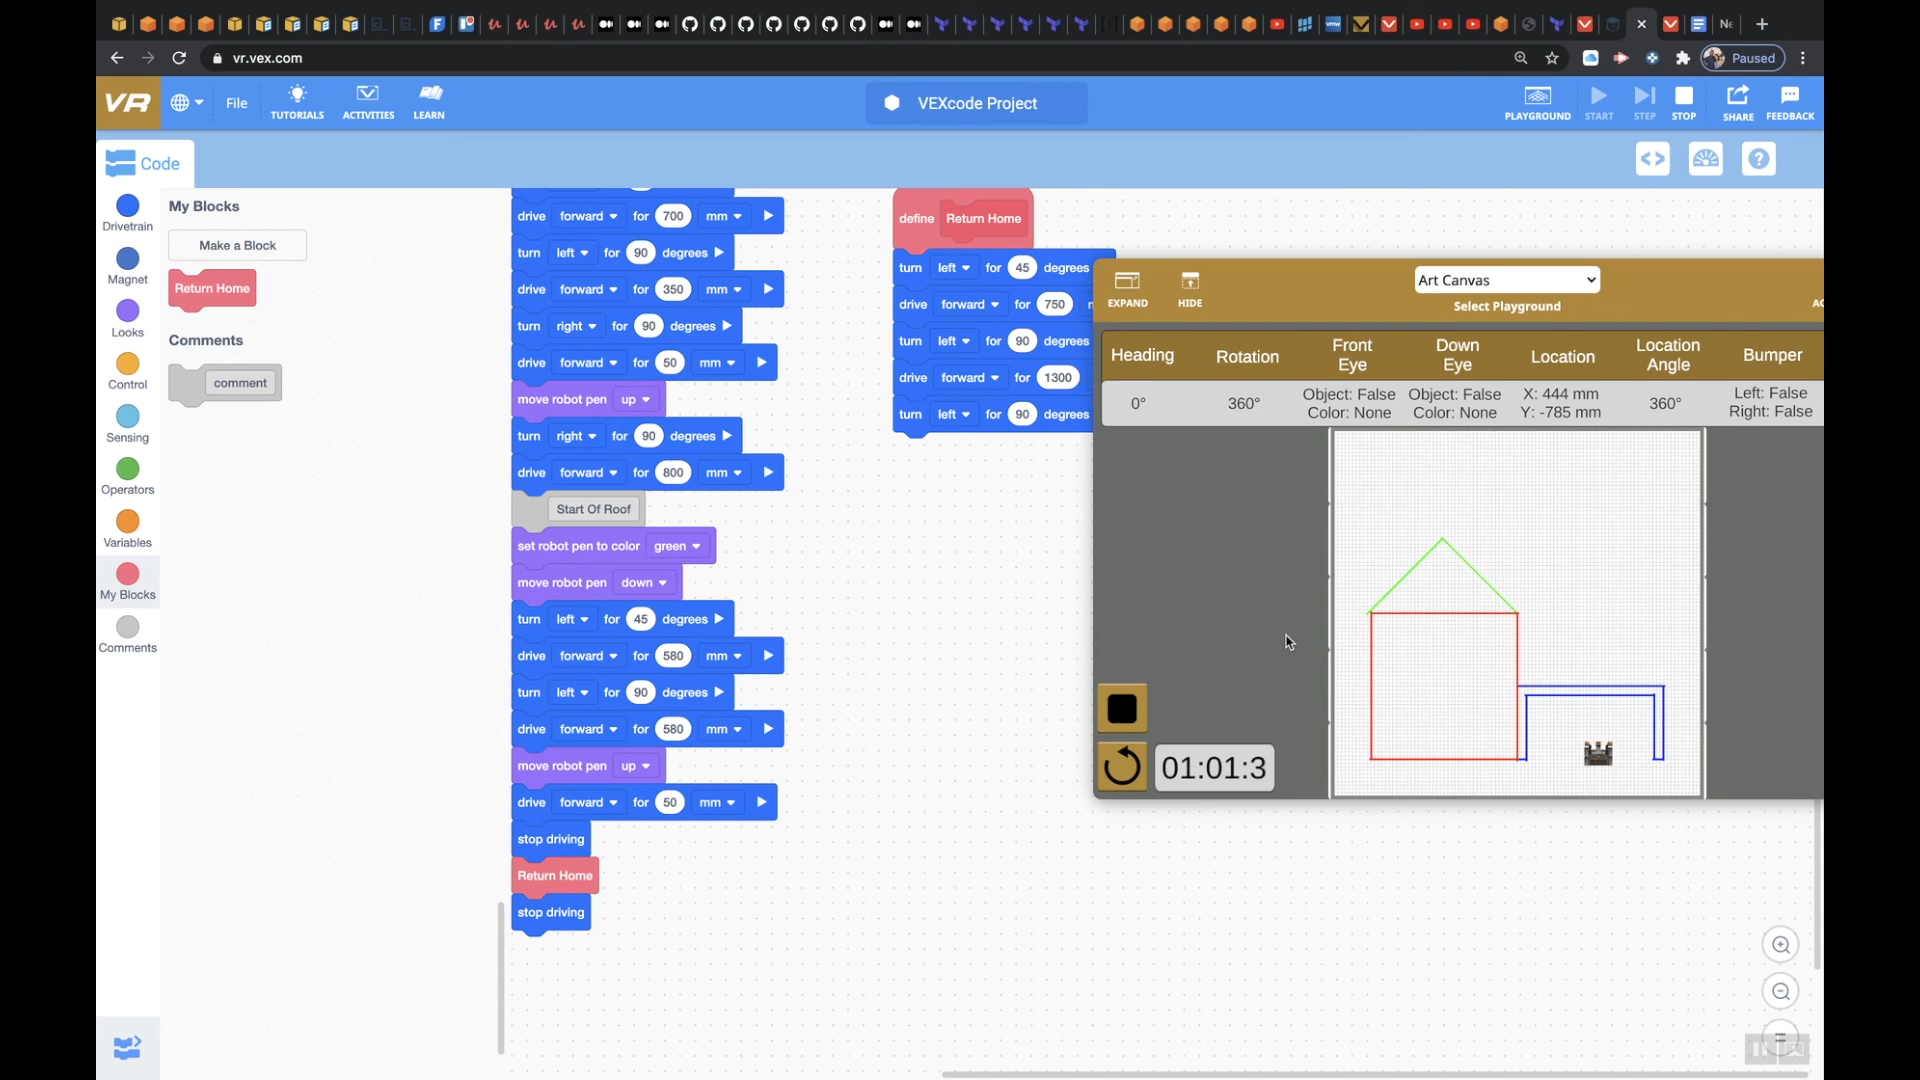 Ne
vr.vex.com
Paused
VR
File
TUTORIALS
ACTIVITIES
LEARN
VEXcode Project
PLAYGROUND
START
STEP
STOP
SHARE
FEEDBACK
Code
Drivetrain
Magnet
Looks
Control
Sensing
Operators
Variables
My Blocks
Comments
My Blocks
Make a Block
Return Home
Comments
comment
drive forward for 700 mm
turn left for 90 degrees
drive forward for 350 mm
turn right for 90 degrees
drive forward for 50 mm
move robot pen up
turn right for 90 degrees
drive forward for 800 mm
Start Of Roof
set robot pen to color green
move robot pen down
turn left for 45 degrees
drive forward for 580 mm
turn left for 90 degrees
drive forward for 580 mm
move robot pen up
drive forward for 50 mm
stop driving
Return Home
stop driving
define Return Home
turn left for 45 degrees
drive forward for 750
turn left for 90 degrees
drive forward for 1300
turn left for 90 degrees
EXPAND
HIDE
Art Canvas
Select Playground
Heading
Rotation
Front
Eye
Down
Eye
Location
Location
Angle
Bumper
0°
360°
Object: False
Color: None
Object: False
Color: None
X: 444 mm
Y: -785 mm
360°
Left: False
Right: False
01:01:3